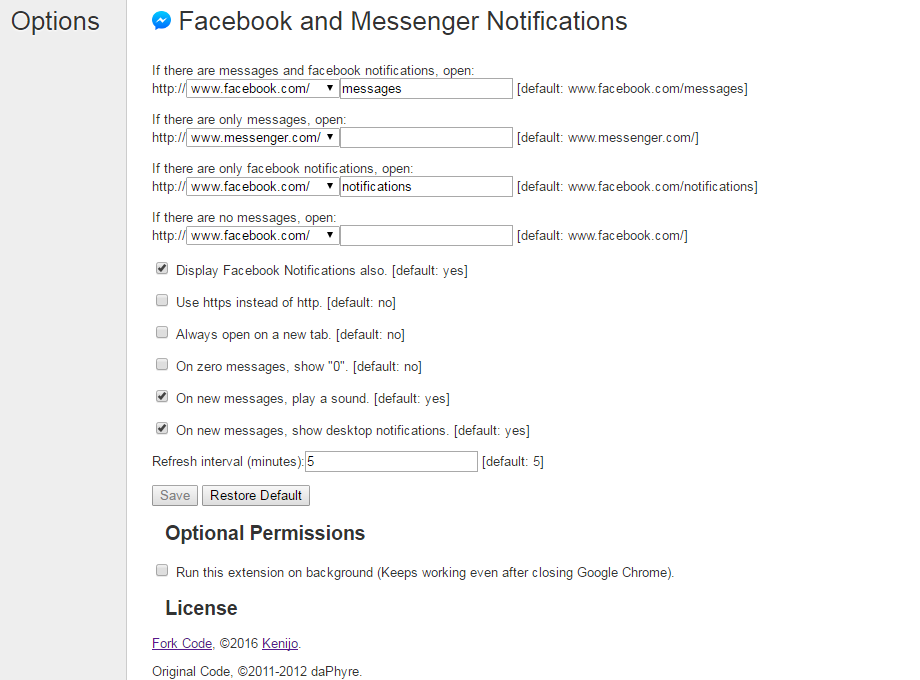 Options
Facebook and Messenger Notifications
If there are messages and facebook notifications, open:
http:// www.facebook.com/ messages [default: www.facebook.com/messages]
If there are only messages, open:
http:// www.messenger.com/ [default: www.messenger.com/]
If there are only facebook notifications, open:
http:// www.facebook.com/ notifications [default: www.facebook.com/notifications]
If there are no messages, open:
http:// www.facebook.com/ [default: www.facebook.com/]
Display Facebook Notifications also. [default: yes]
Use https instead of http. [default: no]
Always open on a new tab. [default: no]
On zero messages, show "0". [default: no]
On new messages, play a sound. [default: yes]
On new messages, show desktop notifications. [default: yes]
Refresh interval (minutes): 5 [default: 5]
Save Restore Default
Optional Permissions
Run this extension on background (Keeps working even after closing Google Chrome).
License
Fork Code, ©2016 Kenijo.
Original Code, ©2011-2012 daPhyre.